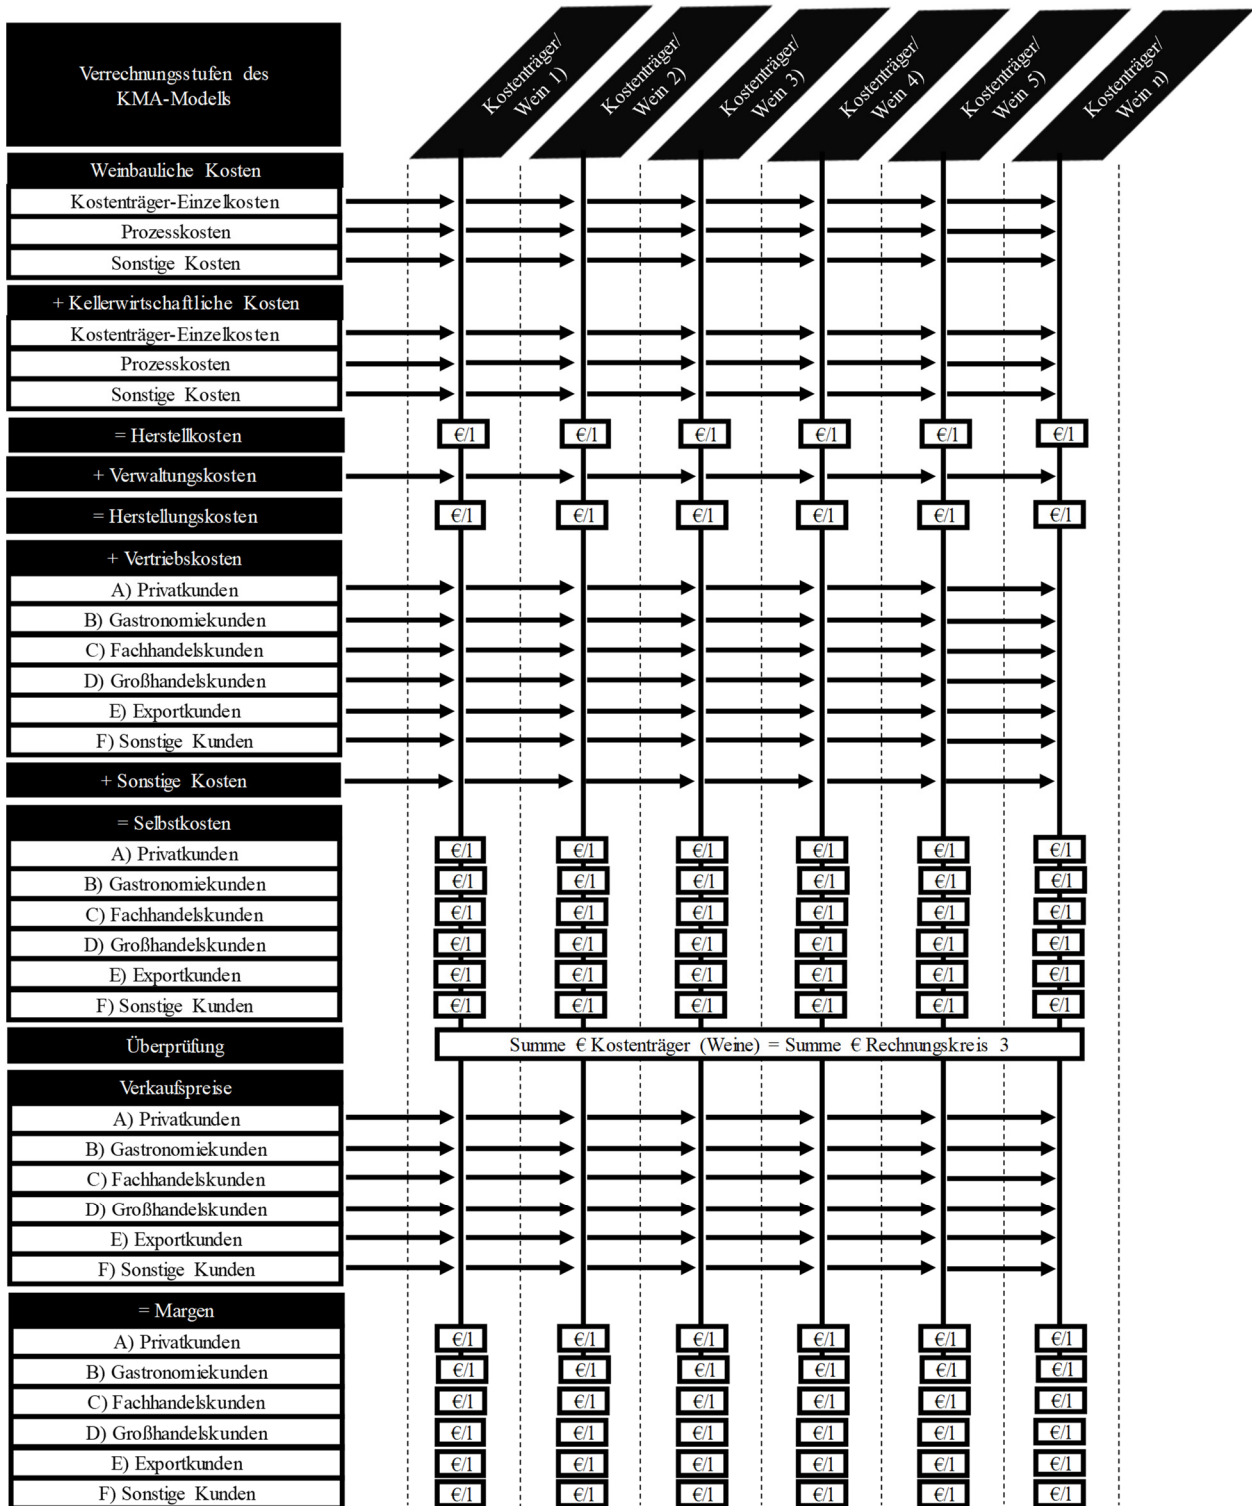 Verrechnungsstufen des
KMA-Modells
Kostenträger/
Wein 1)
Kostenträger/
Wein 2)
Kostenträger/
Wein 3)
Kostenträger/
Wein 4)
Kostenträger/
Wein 5)
Kostenträger/
Wein n)
Weinbauliche Kosten
Kostenträger-Einzelkosten
Prozesskosten
Sonstige Kosten
+ Kellerwirtschaftliche Kosten
Kostenträger-Einzelkosten
Prozesskosten
Sonstige Kosten
= Herstellkosten €/l €/l €/l €/l €/l €/l
+ Verwaltungskosten
= Herstellungskosten €/l €/l €/l €/l €/l €/l
+ Vertriebskosten
A) Privatkunden
B) Gastronomiekunden
C) Fachhandelskunden
D) Großhandelskunden
E) Exportkunden
F) Sonstige Kunden
+ Sonstige Kosten
= Selbstkosten
A) Privatkunden €/l €/l €/l €/l €/l €/l
B) Gastronomiekunden €/l €/l €/l €/l €/l €/l
C) Fachhandelskunden €/l €/l €/l €/l €/l €/l
D) Großhandelskunden €/l €/l €/l €/l €/l €/l
E) Exportkunden €/l €/l €/l €/l €/l €/l
F) Sonstige Kunden €/l €/l €/l €/l €/l €/l
Überprüfung Summe € Kostenträger (Weine) = Summe € Rechnungskreis 3
Verkaufspreise
A) Privatkunden
B) Gastronomiekunden
C) Fachhandelskunden
D) Großhandelskunden
E) Exportkunden
F) Sonstige Kunden
= Margen
A) Privatkunden €/l €/l €/l €/l €/l €/l
B) Gastronomiekunden €/l €/l €/l €/l €/l €/l
C) Fachhandelskunden €/l €/l €/l €/l €/l €/l
D) Großhandelskunden €/l €/l €/l €/l €/l €/l
E) Exportkunden €/l €/l €/l €/l €/l €/l
F) Sonstige Kunden €/l €/l €/l €/l €/l €/l